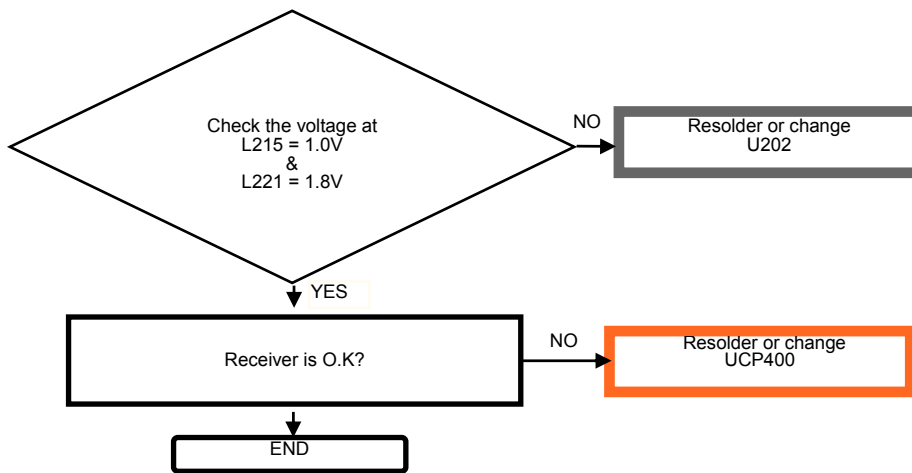 Check the voltage at
L215 = 1.0V
&
L221 = 1.8V
NO
Resolder or change
U202
YES
Receiver is O.K?
NO
Resolder or change
UCP400
END